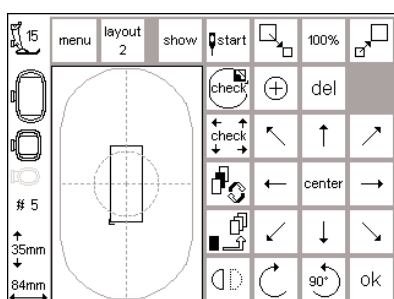 15
menu
layout
2
show
start
100%
check
del
check
center
# 5
35mm
84mm
90°
ok